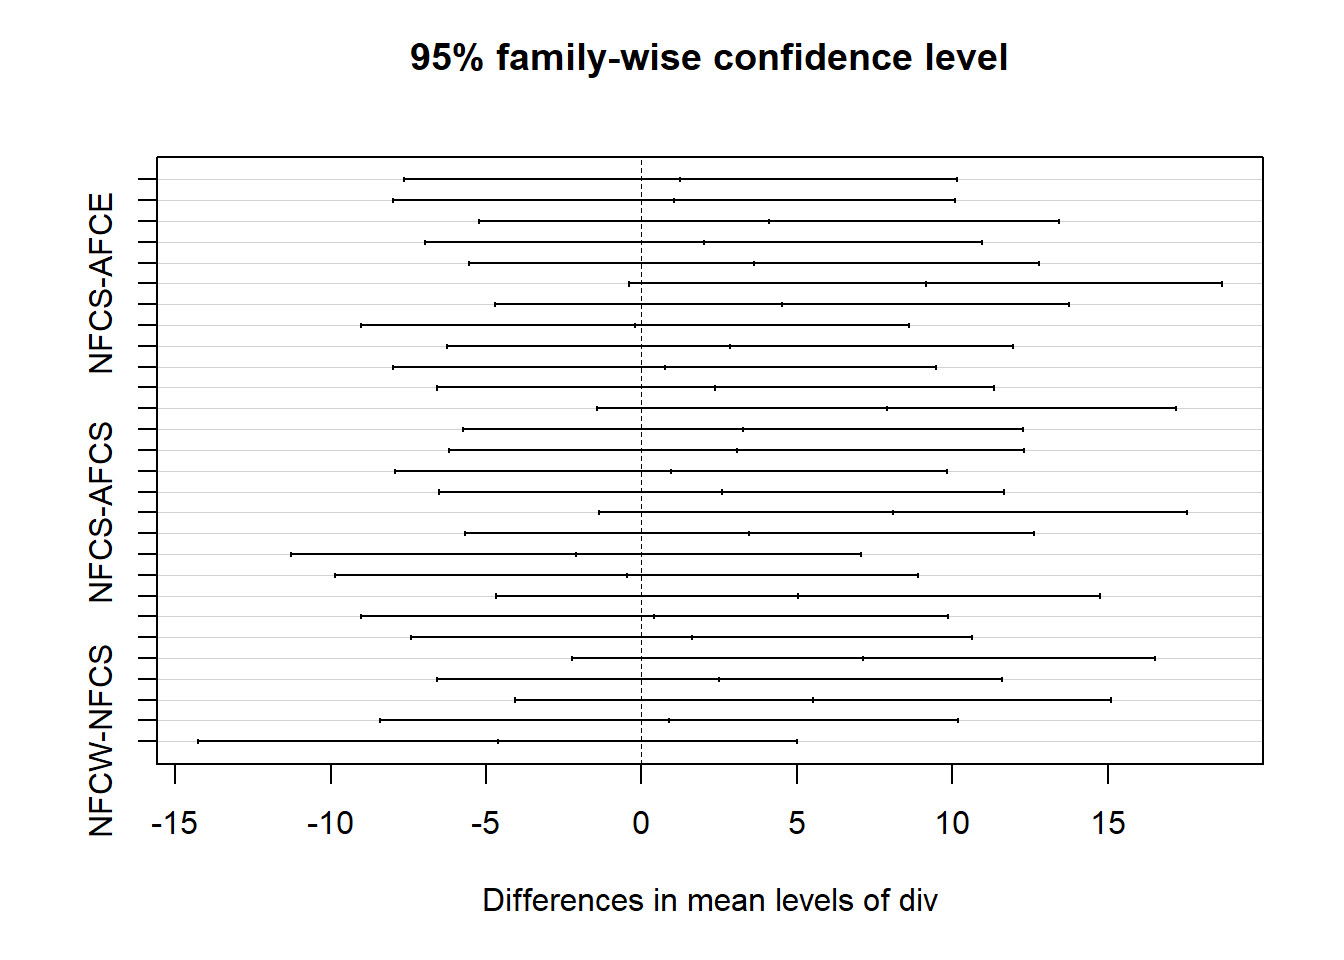 95% family-wise confidence level
NFCS-AFCE
NFCS-AFCS
NFCW-NFCS
-15 -10 -5 0 5 10 15
Differences in mean levels of div